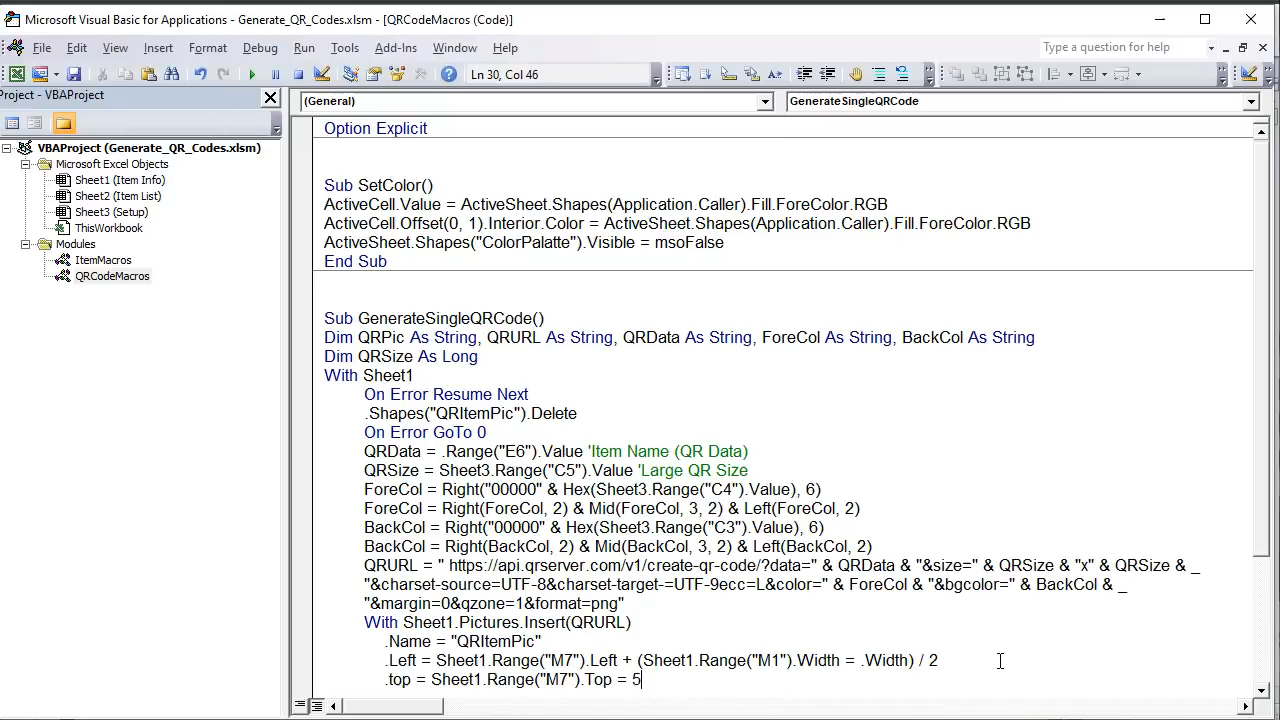 Microsoft Visual Basic for Applications - Generate_QR_Codes.xlsm - [QRCodeMacros (Code)]
File Edit View Insert Format Debug Run Tools Add-Ins Window Help
Type a question for help
Ln 30, Col 46
Project - VBAProject
(General)
GenerateSingleQRCode
VBAProject (Generate_QR_Codes.xlsm)
Microsoft Excel Objects
Sheet1 (Item Info)
Sheet2 (Item List)
Sheet3 (Setup)
ThisWorkbook
Modules
ItemMacros
QRCodeMacros
Option Explicit
Sub SetColor()
ActiveCell.Value = ActiveSheet.Shapes(Application.Caller).Fill.ForeColor.RGB
ActiveCell.Offset(0, 1).Interior.Color = ActiveSheet.Shapes(Application.Caller).Fill.ForeColor.RGB
ActiveSheet.Shapes("ColorPalatte").Visible = msoFalse
End Sub
Sub GenerateSingleQRCode()
Dim QRPic As String, QRURL As String, QRData As String, ForeCol As String, BackCol As String
Dim QRSize As Long
With Sheet1
On Error Resume Next
.Shapes("QRItemPic").Delete
On Error GoTo 0
QRData = .Range("E6").Value 'Item Name (QR Data)
QRSize = Sheet3.Range("C5").Value 'Large QR Size
ForeCol = Right("00000" & Hex(Sheet3.Range("C4").Value), 6)
ForeCol = Right(ForeCol, 2) & Mid(ForeCol, 3, 2) & Left(ForeCol, 2)
BackCol = Right("00000" & Hex(Sheet3.Range("C3").Value), 6)
BackCol = Right(BackCol, 2) & Mid(BackCol, 3, 2) & Left(BackCol, 2)
QRURL = " https://api.qrserver.com/v1/create-qr-code/?data=" & QRData & "&size=" & QRSize & "x" & QRSize & _
"&charset-source=UTF-8&charset-target-=UTF-9ecc=L&color=" & ForeCol & "&bgcolor=" & BackCol & _
"&margin=0&qzone=1&format=png"
With Sheet1.Pictures.Insert(QRURL)
.Name = "QRItemPic"
.Left = Sheet1.Range("M7").Left + (Sheet1.Range("M1").Width = .Width) / 2
.top = Sheet1.Range("M7").Top = 5